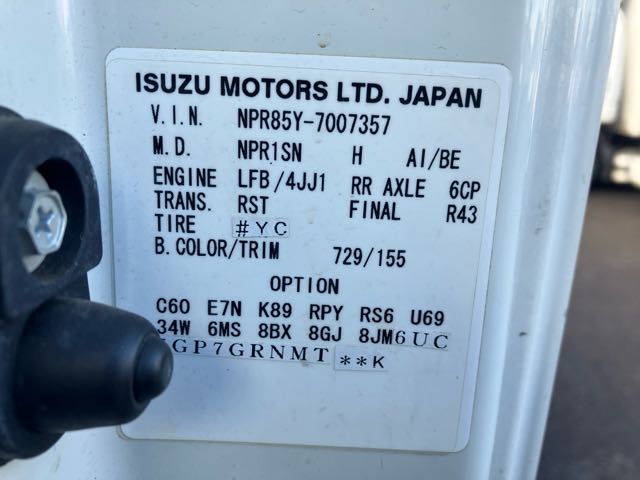 ISUZU MOTORS LTD. JAPAN
V.I.N. NPR85Y-7007357
M.D. NPR1SN H AI/BE
ENGINE LFB/4JJ1 RR AXLE 6CP
TRANS. RST FINAL R43
TIRE #YC
B.COLOR/TRIM 729/155
OPTION
C60 E7N K89 RPY RS6 U69
34W 6MS 8BX 8GJ 8JM6UC
GP7GRNMT **K